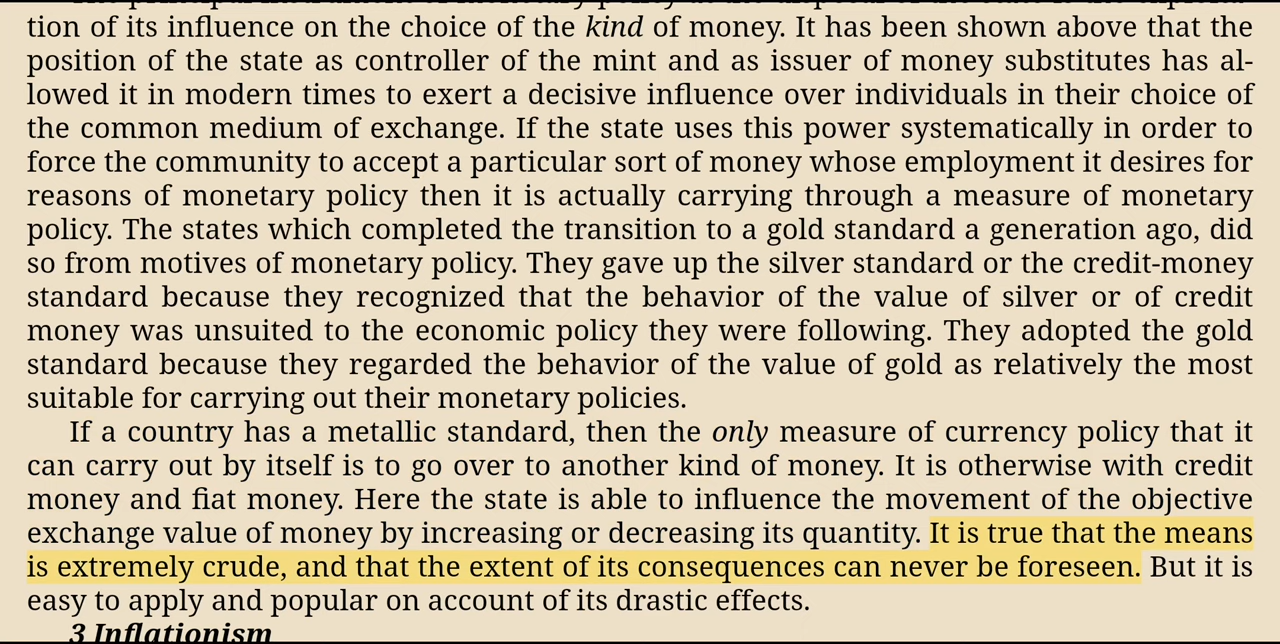 tion of its influence on the choice of the kind of money. It has been shown above that the
position of the state as controller of the mint and as issuer of money substitutes has al-
lowed it in modern times to exert a decisive influence over individuals in their choice of
the common medium of exchange. If the state uses this power systematically in order to
force the community to accept a particular sort of money whose employment it desires for
reasons of monetary policy then it is actually carrying through a measure of monetary
policy. The states which completed the transition to a gold standard a generation ago, did
so from motives of monetary policy. They gave up the silver standard or the credit-money
standard because they recognized that the behavior of the value of silver or of credit
money was unsuited to the economic policy they were following. They adopted the gold
standard because they regarded the behavior of the value of gold as relatively the most
suitable for carrying out their monetary policies.
If a country has a metallic standard, then the only measure of currency policy that it
can carry out by itself is to go over to another kind of money. It is otherwise with credit
money and fiat money. Here the state is able to influence the movement of the objective
exchange value of money by increasing or decreasing its quantity. It is true that the means
is extremely crude, and that the extent of its consequences can never be foreseen. But it is
easy to apply and popular on account of its drastic effects.
3 Inflationism